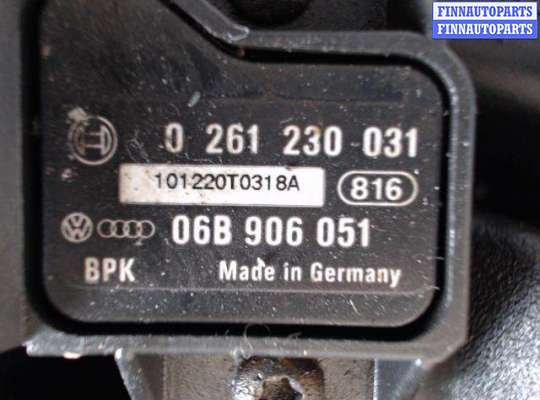 FINNAUTOPARTS
FINNAUTOPARTS
0 261 230 031
101220T0318A 816
06B 906 051
BPK Made in Germany